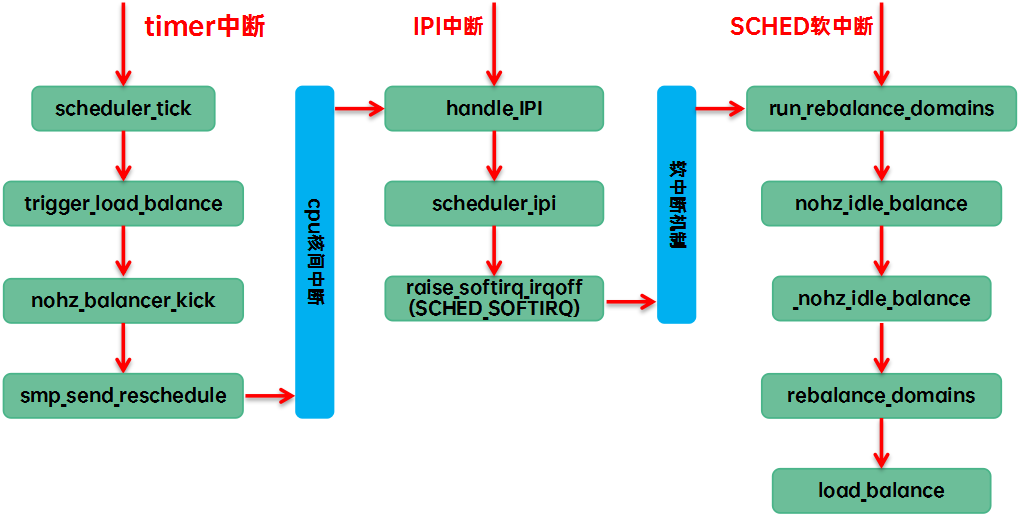 timer中断
scheduler_tick
trigger_load_balance
nohz_balancer_kick
smp_send_reschedule
cpu核间中断
IPI中断
handle_IPI
scheduler_ipi
raise_softirq_irqoff
(SCHED_SOFTIRQ)
软中断机制
SCHED软中断
run_rebalance_domains
nohz_idle_balance
_nohz_idle_balance
rebalance_domains
load_balance